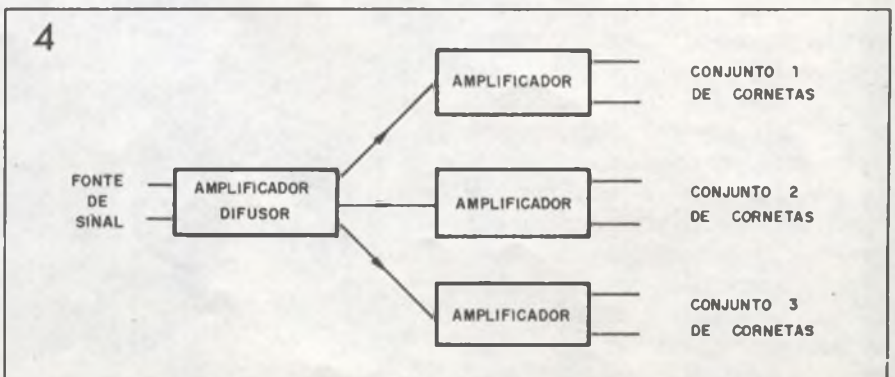 4
FONTE
DE
SINAL
AMPLIFICADOR
DIFUSOR
AMPLIFICADOR
CONJUNTO 1
DE CORNETAS
AMPLIFICADOR
CONJUNTO 2
DE CORNETAS
AMPLIFICADOR
CONJUNTO 3
DE CORNETAS